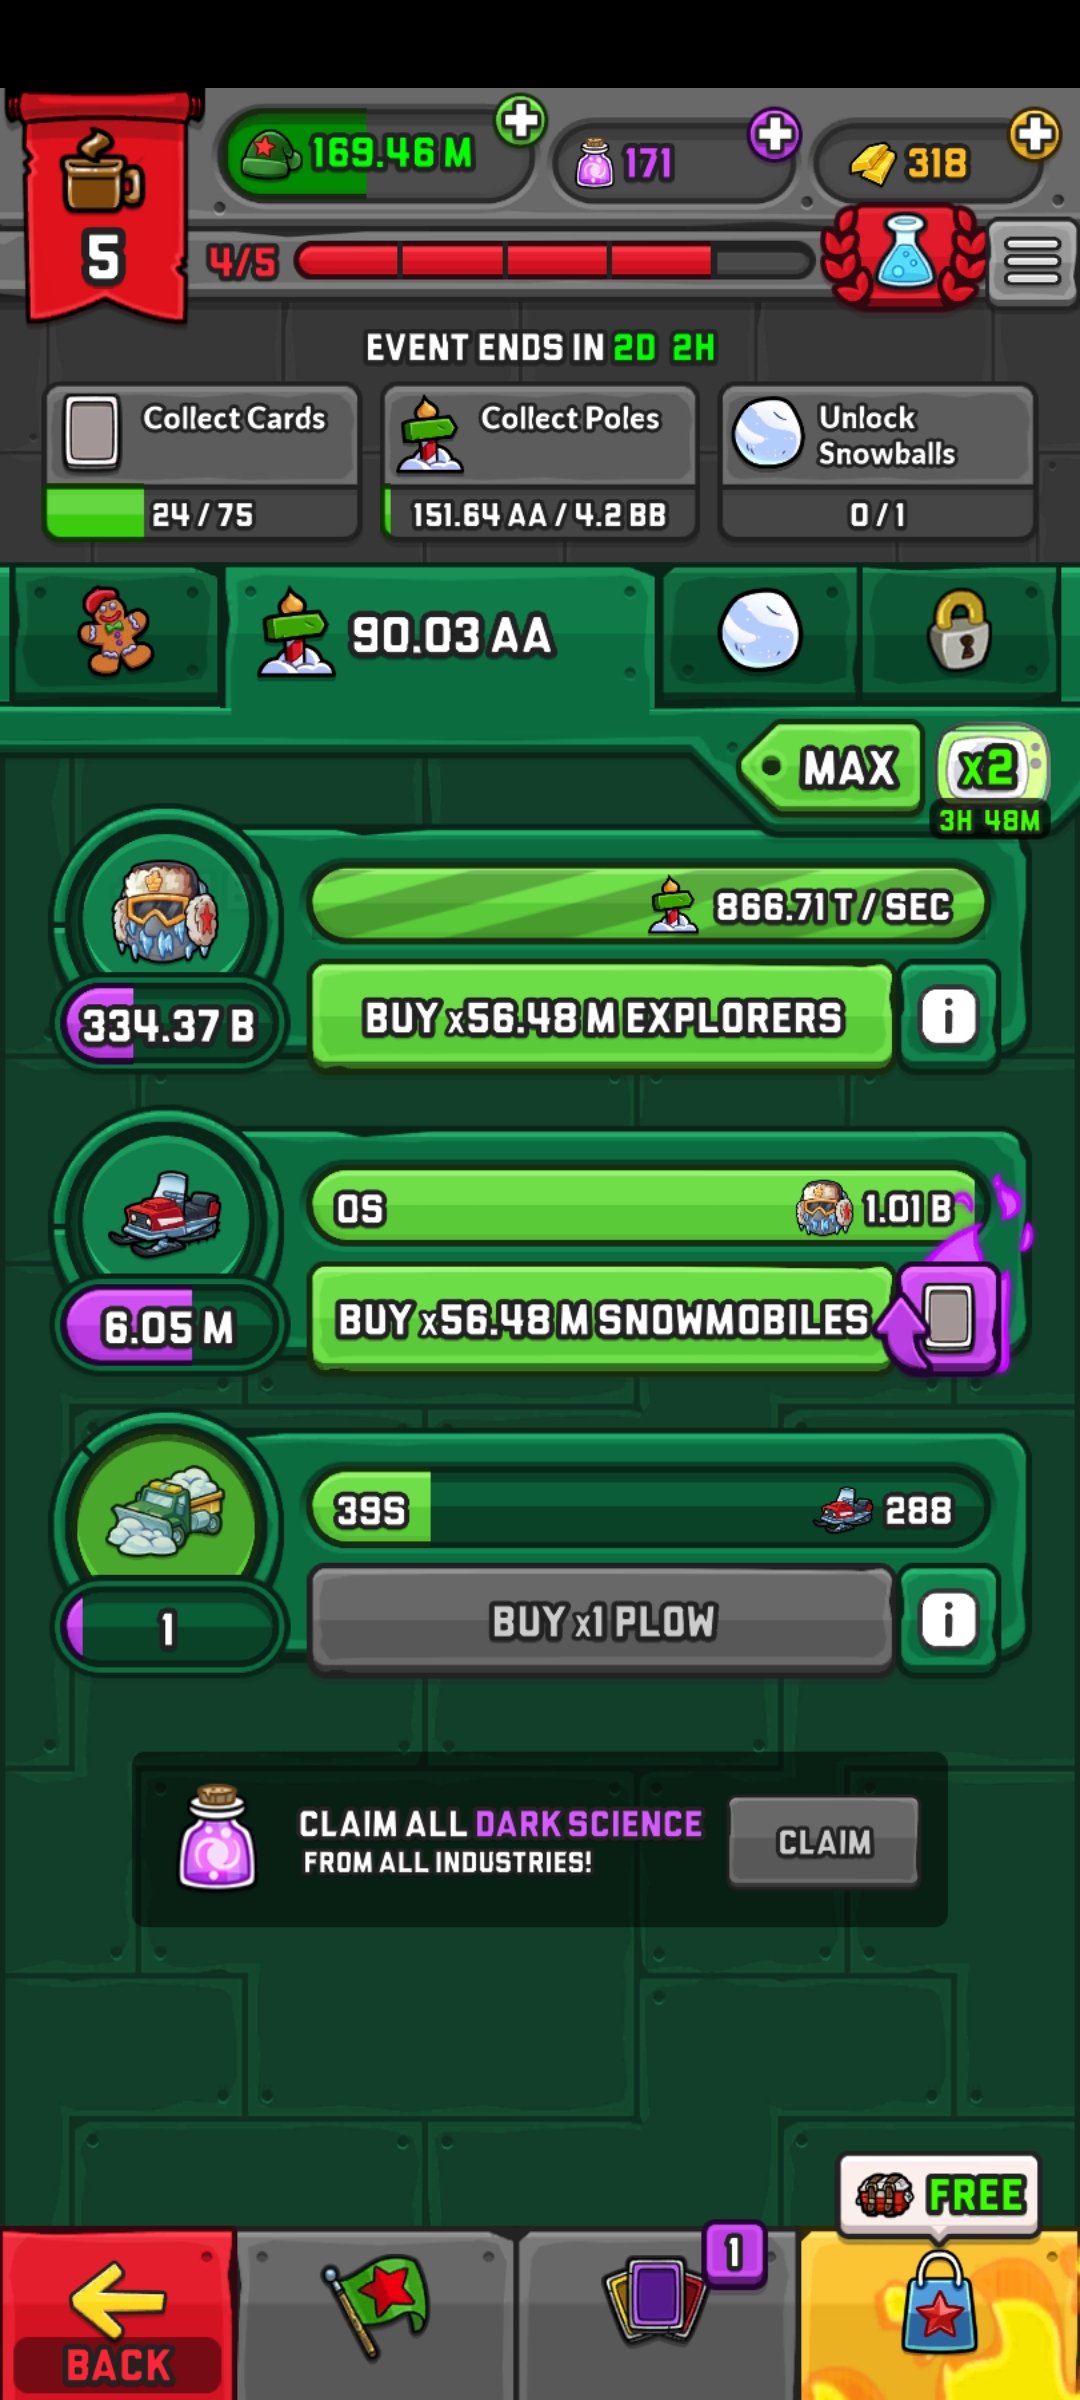 169.46 M
171
318
5
4/5
EVENT ENDS IN 2D 2H
Collect Cards
24 / 75
Collect Poles
151.64 AA / 4.2 BB
Unlock
Snowballs
0 / 1
90.03 AA
MAX
x2
3H 48M
866.71 T / SEC
334.37 B
BUY x56.48 M EXPLORERS
i
0S
1.01 B
6.05 M
BUY x56.48 M SNOWMOBILES
39S
288
1
BUY x1 PLOW
i
CLAIM ALL DARK SCIENCE
FROM ALL INDUSTRIES!
CLAIM
FREE
1
BACK